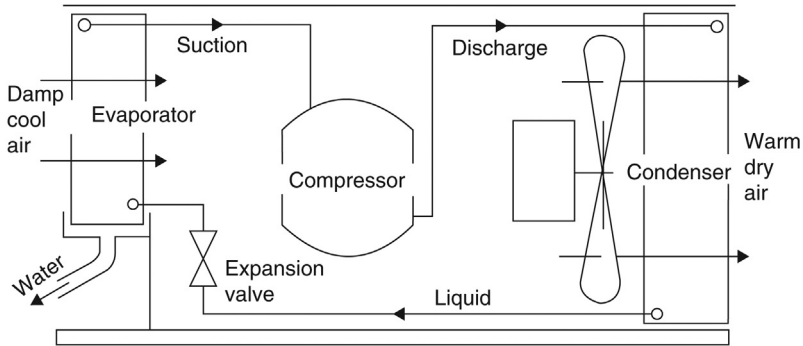 Suction
Discharge
Damp
cool
air
Evaporator
Compressor
Condenser
Warm
dry
air
Water
Expansion
valve
Liquid